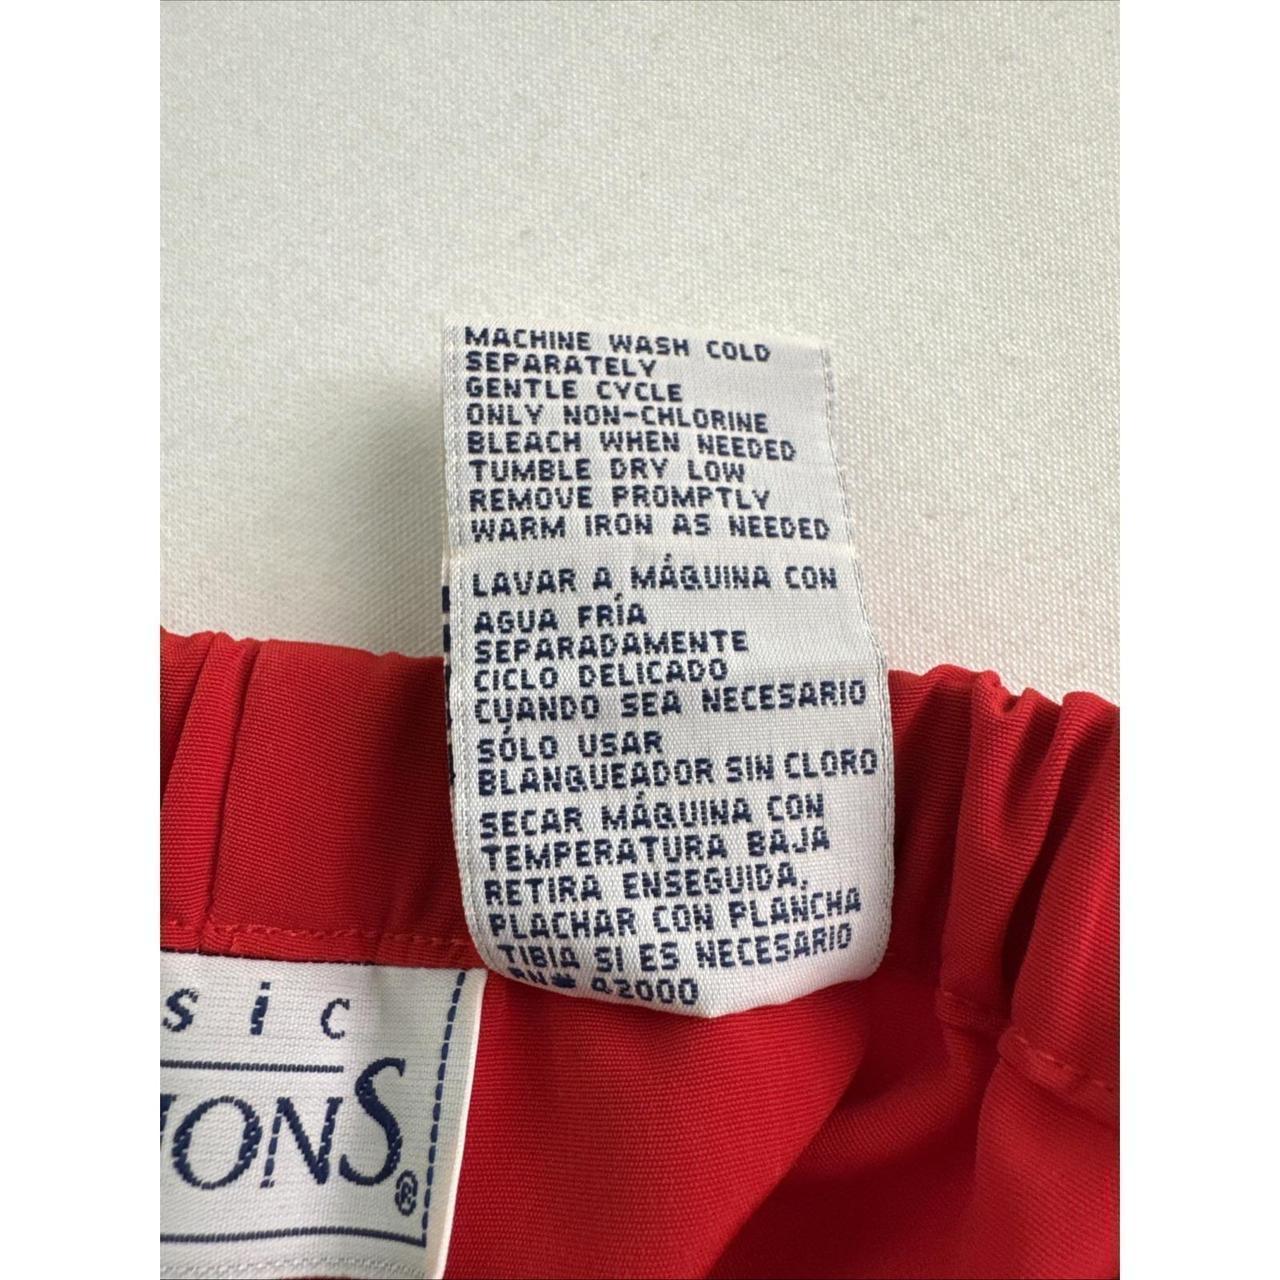 MACHINE WASH COLD
SEPARATELY
GENTLE CYCLE
ONLY NON-CHLORINE
BLEACH WHEN NEEDED
TUMBLE DRY LOW
REMOVE PROMPTLY
WARM IRON AS NEEDED
LAVAR A MÁQUINA CON
AGUA FRÍA
SEPARADAMENTE
CICLO DELICADO
CUANDO SEA NECESARIO
SÓLO USAR
BLANQUEADOR SIN CLORO
SECAR MÁQUINA CON
TEMPERATURA BAJA
RETIRA ENSEGUIDA,
PLACHAR CON PLANCHA
TIBIA SI ES NECESARIO
RN# Q2000
sic
IONS®